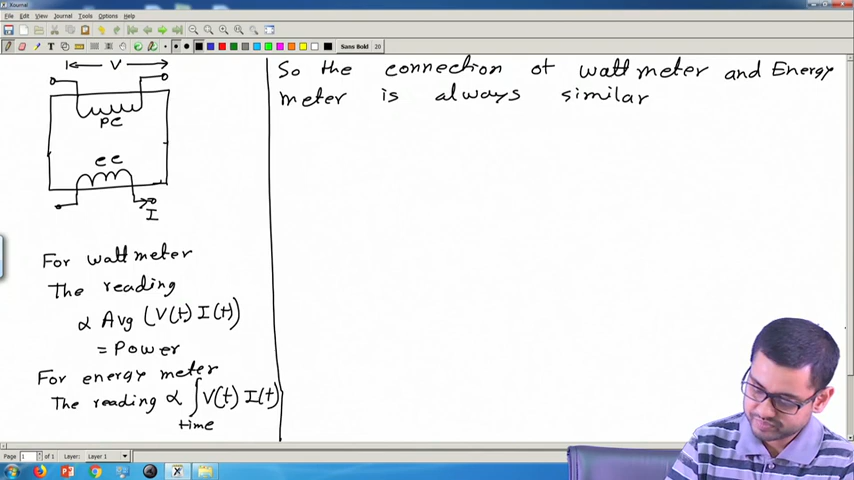 Xournal
File Edit View Journal Tools Options Help
Sans Bold 20
V
PC
CC
I
For wattmeter
The reading
∝ Avg (V(t) I(t))
= Power
For energy meter
The reading ∝ ∫ V(t) I(t)
time
So the connection of wattmeter and Energy
meter is always similar
Page 1 of 1 Layer: Layer 1